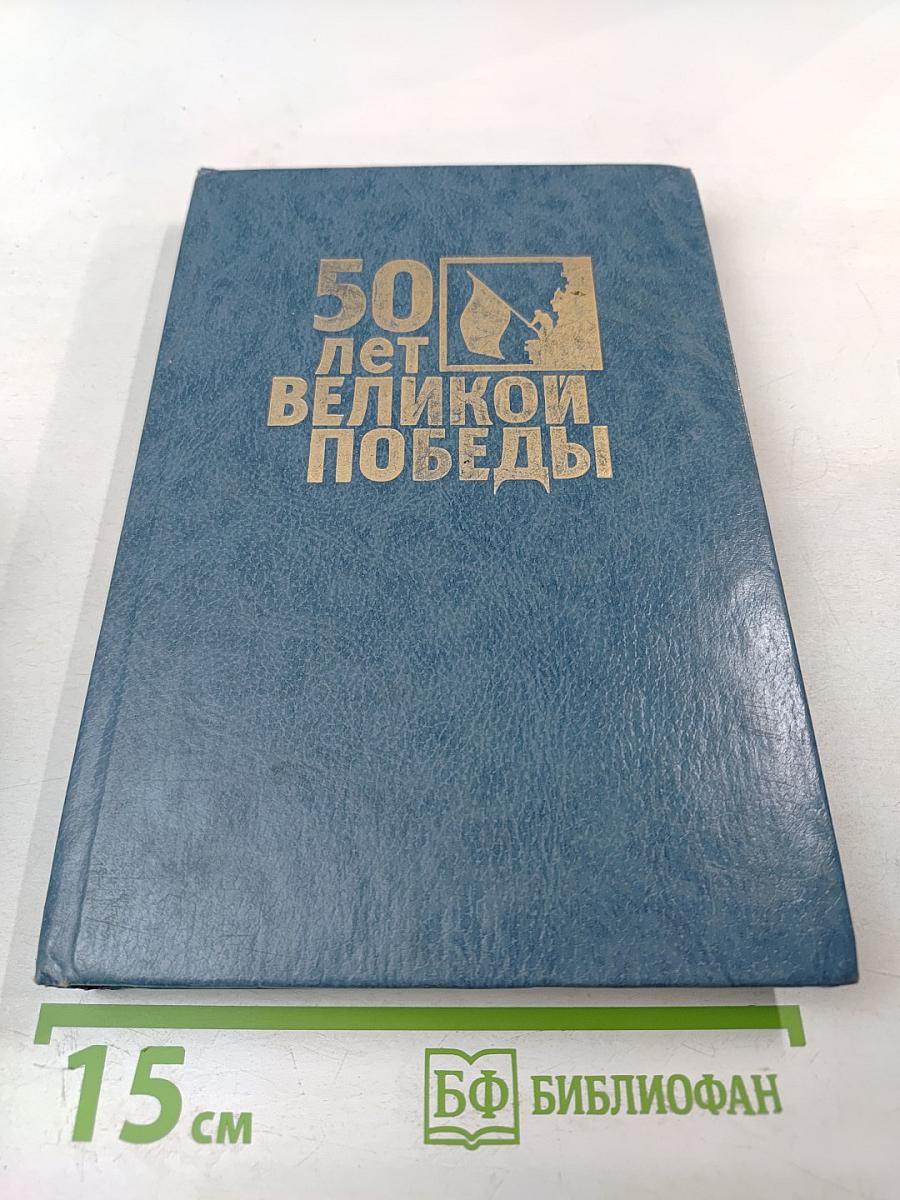 50
лет
ВЕЛИКОЙ
ПОБЕДЫ
15 см
БФ БИБЛИОФАН